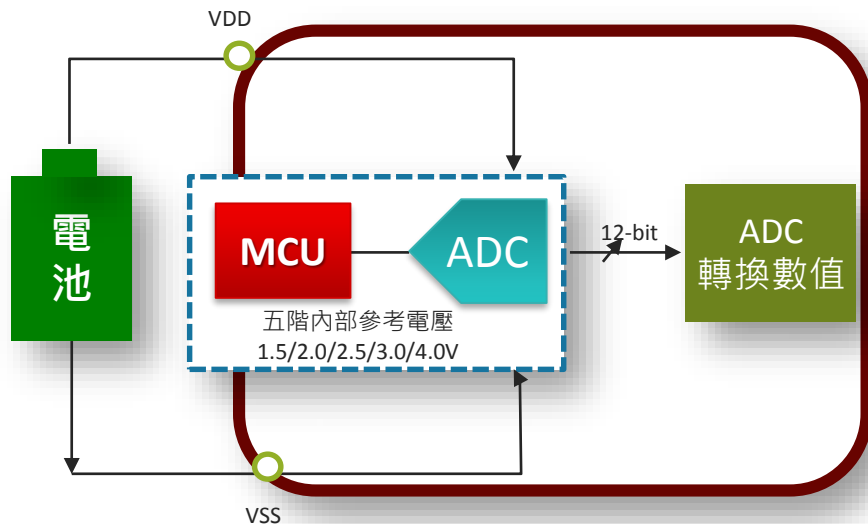 VDD
電
池
MCU
ADC
五階內部參考電壓
1.5/2.0/2.5/3.0/4.0V
12-bit
ADC
轉換數值
VSS